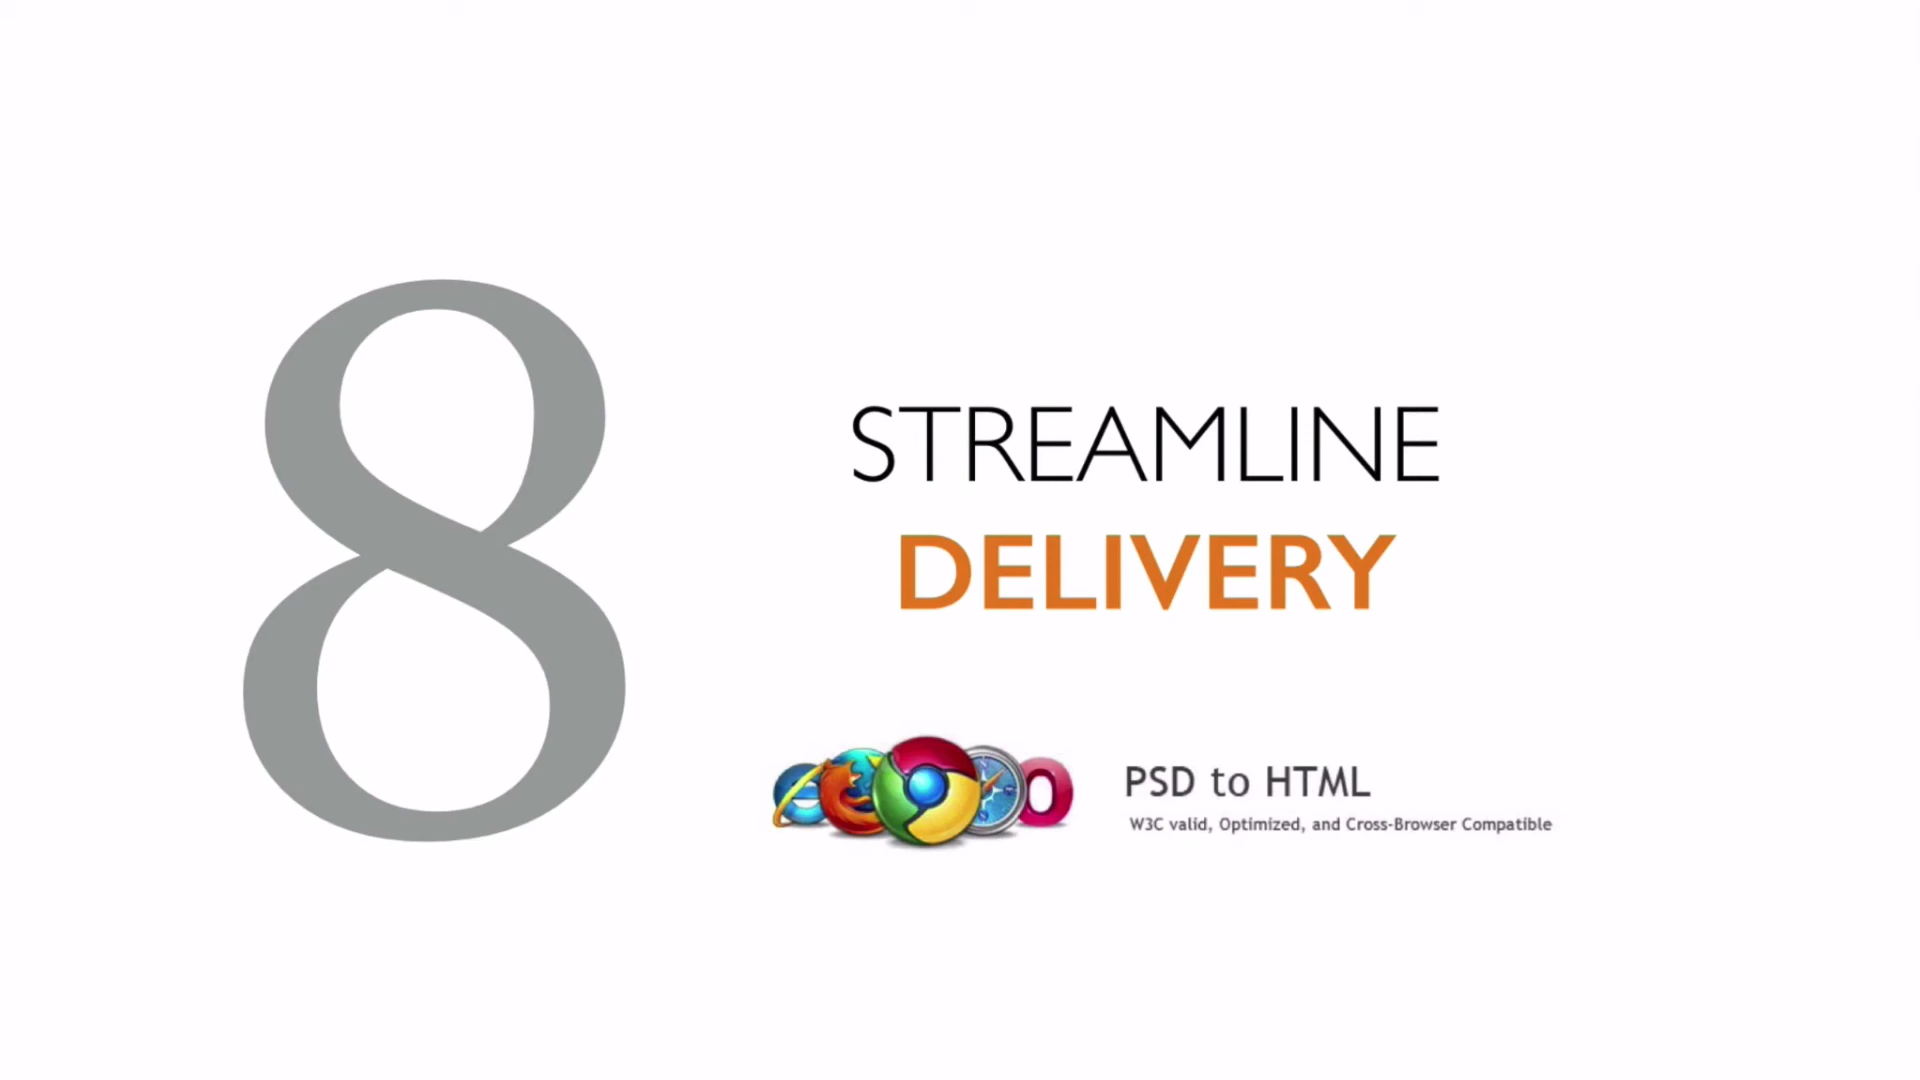 8
STREAMLINE
DELIVERY
PSD to HTML
W3C valid, Optimized, and Cross-Browser Compatible